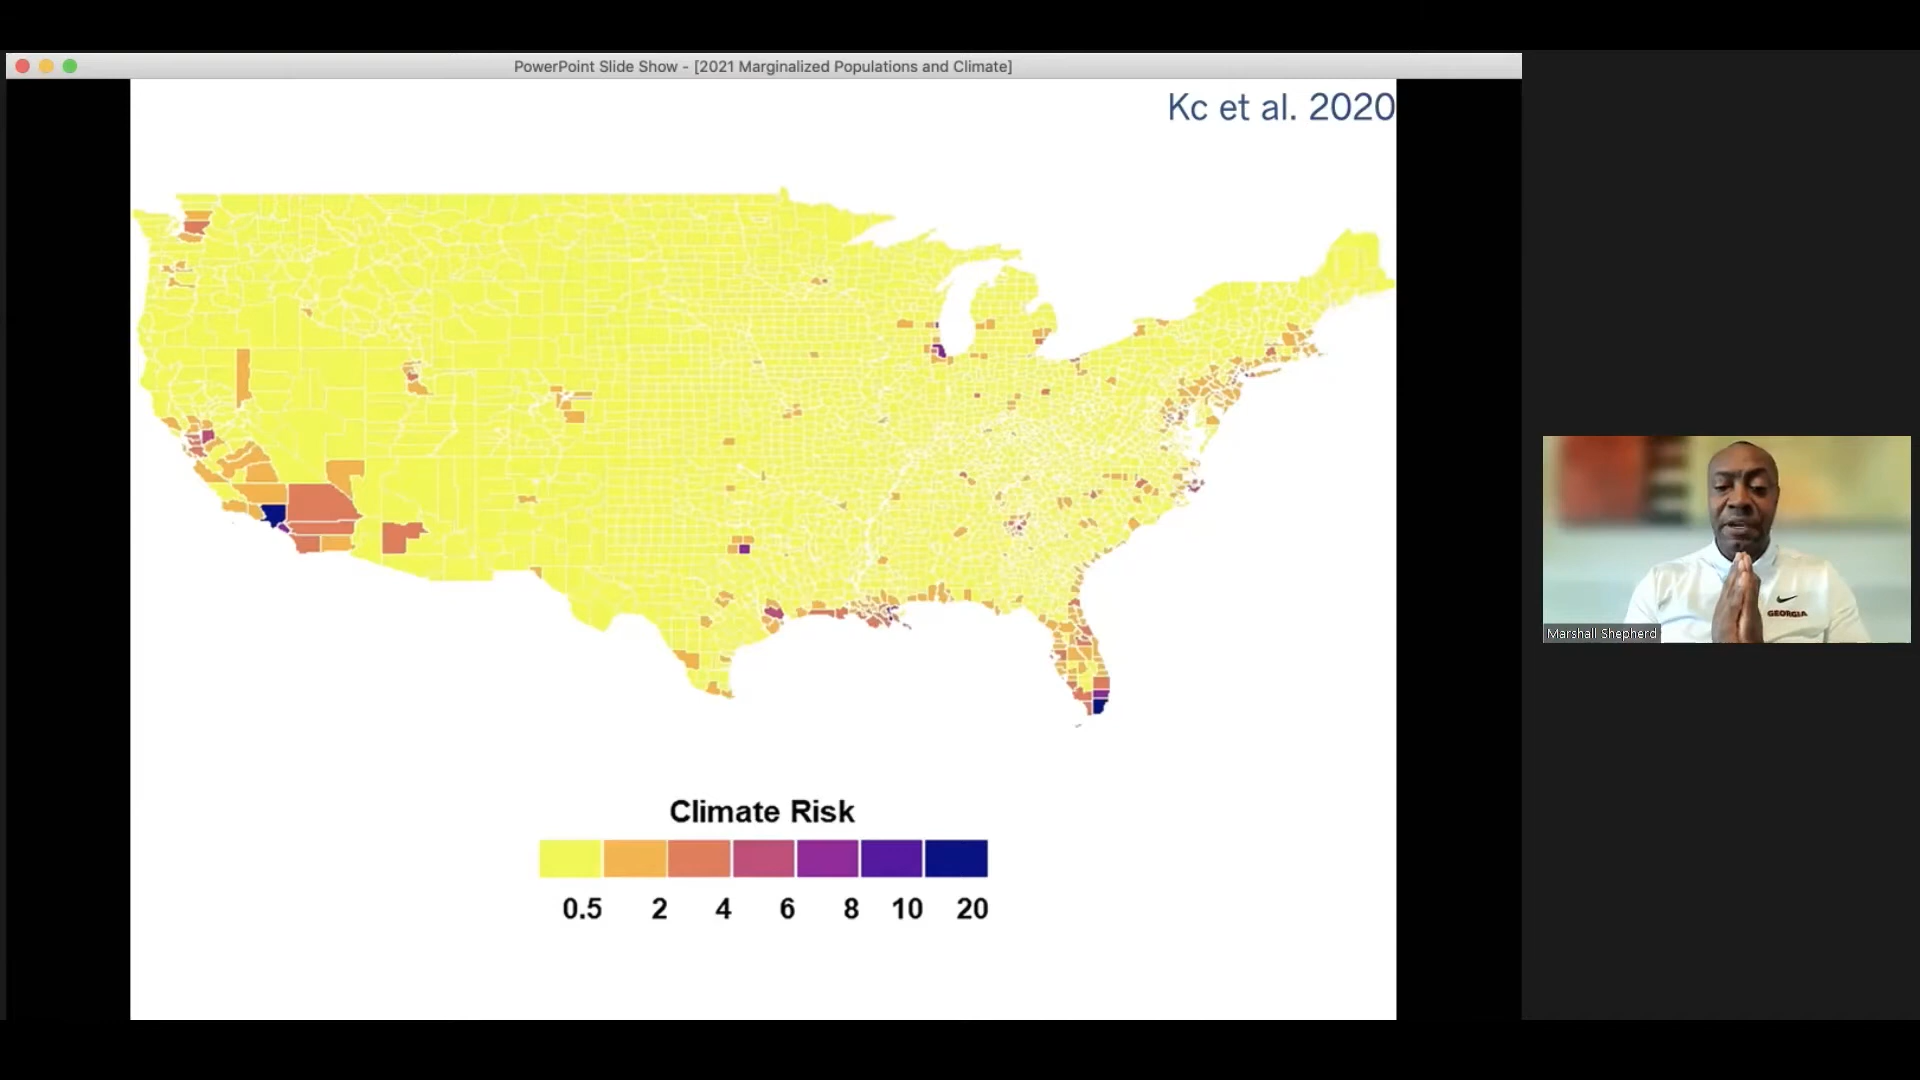 PowerPoint Slide Show - [2021 Marginalized Populations and Climate]
Kc et al. 2020
Climate Risk
0.5 2 4 6 8 10 20
GEORGIA
Marshall Shepherd